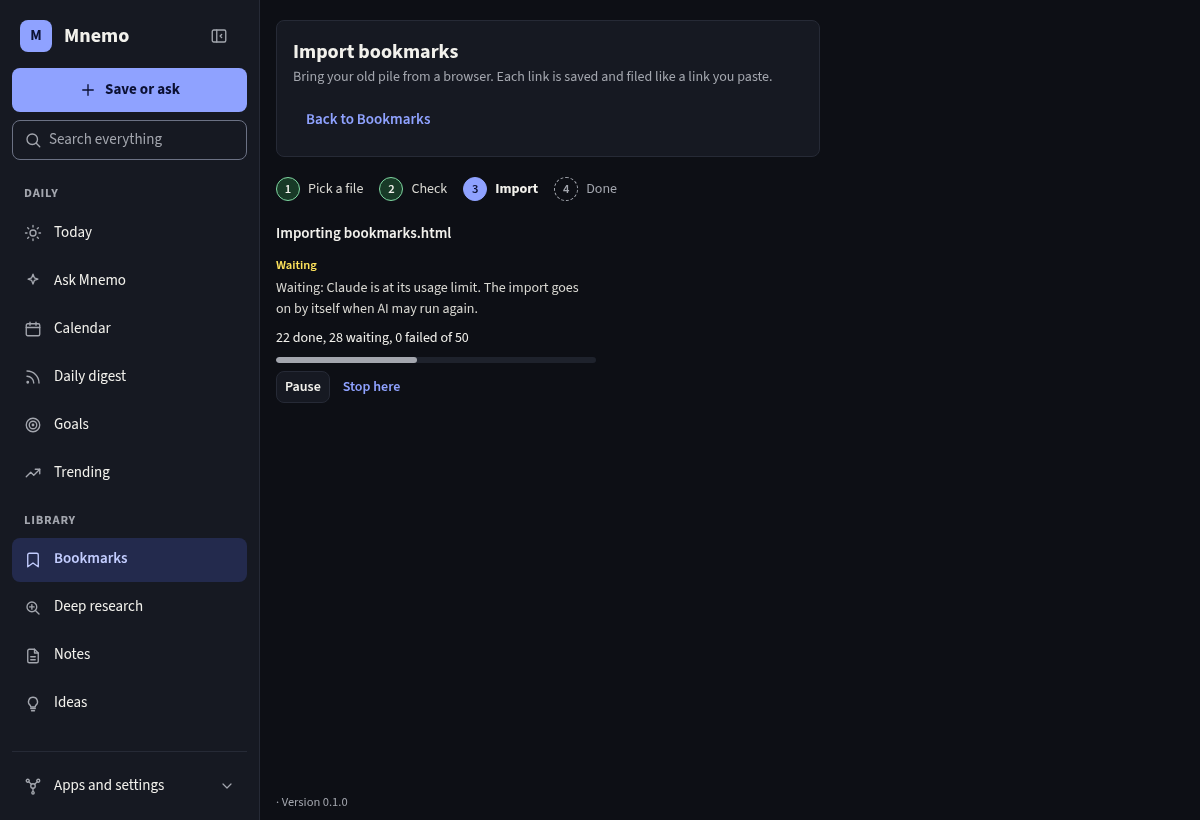 M
Mnemo
Save or ask
Search everything
DAILY
Today
Ask Mnemo
Calendar
Daily digest
Goals
Trending
LIBRARY
Bookmarks
Deep research
Notes
Ideas
Apps and settings
Import bookmarks
Bring your old pile from a browser. Each link is saved and filed like a link you paste.
Back to Bookmarks
1 Pick a file 2 Check 3 Import 4 Done
Importing bookmarks.html
Waiting
Waiting: Claude is at its usage limit. The import goes
on by itself when AI may run again.
22 done, 28 waiting, 0 failed of 50
Pause Stop here
· Version 0.1.0